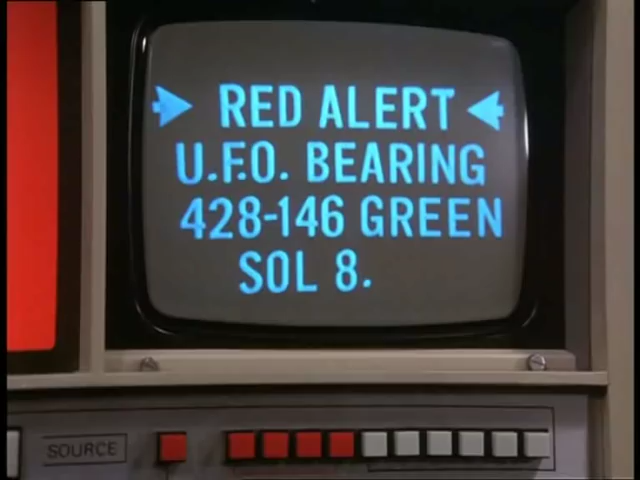 RED ALERT
U.F.O. BEARING
428-146 GREEN
SOL 8.
SOURCE